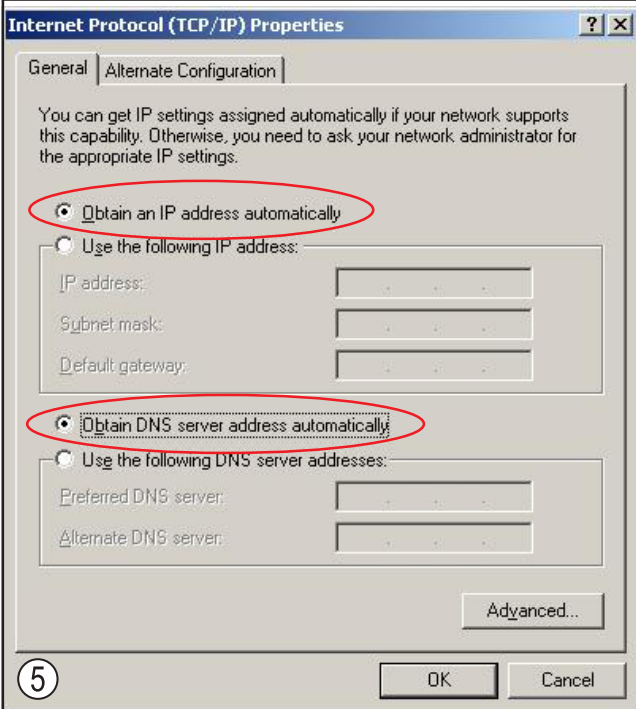 Internet Protocol (TCP/IP) Properties
General Alternate Configuration
You can get IP settings assigned automatically if your network supports
this capability. Otherwise, you need to ask your network administrator for
the appropriate IP settings.
Obtain an IP address automatically
Use the following IP address:
IP address:
Subnet mask:
Default gateway:
Obtain DNS server address automatically
Use the following DNS server addresses:
Preferred DNS server:
Alternate DNS server:
Advanced...
5 OK Cancel